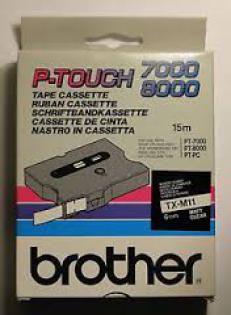 P-TOUCH 7000
8000
TAPE CASSETTE
RUBAN CASSETTE
SCHRIFTBANDKASSETTE
CASSETTE DE CINTA
NASTRO IN CASSETTA
15m
PT-7000
PT-8000
PT-PC
TX-M11
6mm
brother